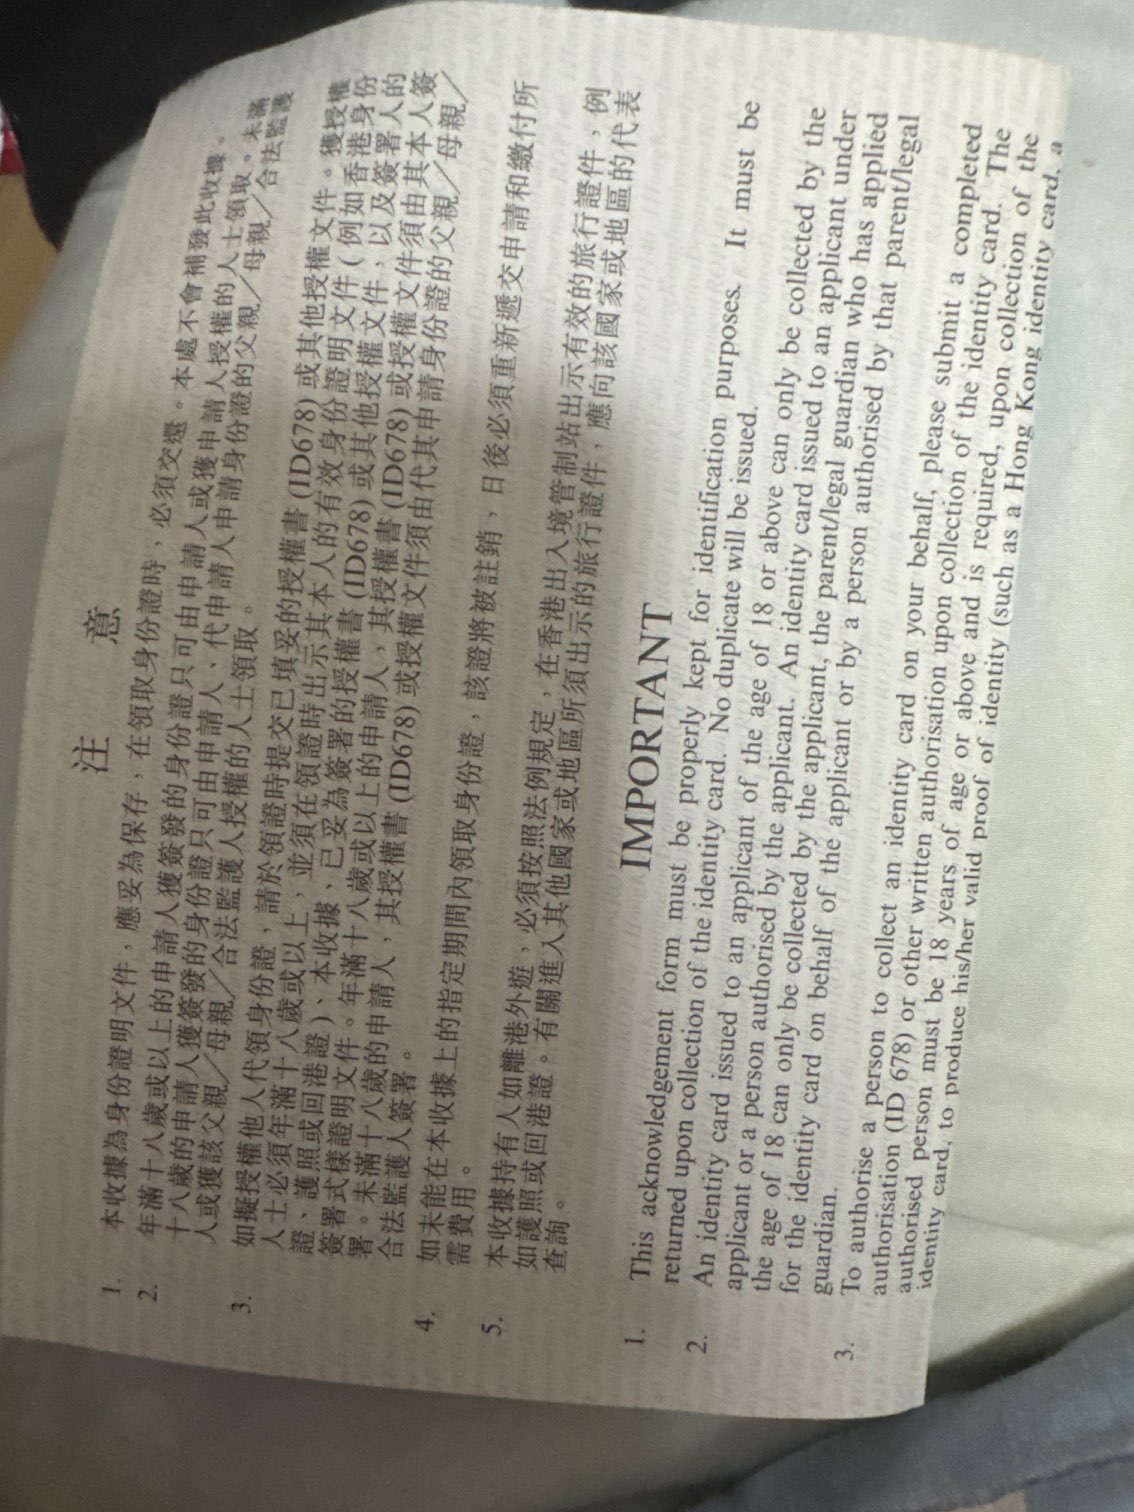 注　意
1. 本收據為身份證明文件，應妥為保存，在領取身份證時，必須交還。本處不會補發此收據。
2. 年滿十八歲或以上的申請人獲簽發的身份證只可由申請人或獲申請人授權的人士領取。未滿
十八歲的申請人獲簽發的身份證只可由申請人、代申請人申請身份證的父親／母親／合法監護
人或獲該父親／母親／合法監護人授權的人士領取。
3. 如擬授權他人代領身份證，請於領證時提交已填妥的授權書 (ID678) 或其他授權文件。獲授權
人士必須年滿十八歲或以上，並須在領證時出示其本人的有效身份證明文件 ( 例如香港身份
證、護照或回港證 )、本收據、已妥為簽署的授權書 (ID678) 或其他授權文件、以及簽署人的
簽署式樣證明文件。年滿十八歲或以上的申請人，其授權書 (ID678) 或授權文件須由其本人簽
署。未滿十八歲的申請人，其授權書 (ID678) 或授權文件須由代其申請身份證的父親／母親／
合法監護人簽署。
4. 如未能在本收據上的指定期間內領取身份證，該證將被註銷，日後必須重新遞交申請和繳付所
需費用。
5. 本收據持有人如離港外遊，必須按照法例規定，在香港出入境管制站出示有效的旅行證件，例
如護照或回港證。有關進入其他國家或地區所須出示的旅行證件，應向該國家或地區的代表
查詢。
IMPORTANT
1. This acknowledgement form must be properly kept for identification purposes. It must be
returned upon collection of the identity card. No duplicate will be issued.
2. An identity card issued to an applicant of the age of 18 or above can only be collected by the
applicant or a person authorised by the applicant. An identity card issued to an applicant under
the age of 18 can only be collected by the applicant, the parent/legal guardian who has applied
for the identity card on behalf of the applicant or by a person authorised by that parent/legal
guardian.
3. To authorise a person to collect an identity card on your behalf, please submit a completed
authorisation (ID 678) or other written authorisation upon collection of the identity card. The
authorised person must be 18 years of age or above and is required, upon collection of the
identity card, to produce his/her valid proof of identity (such as a Hong Kong identity card, a